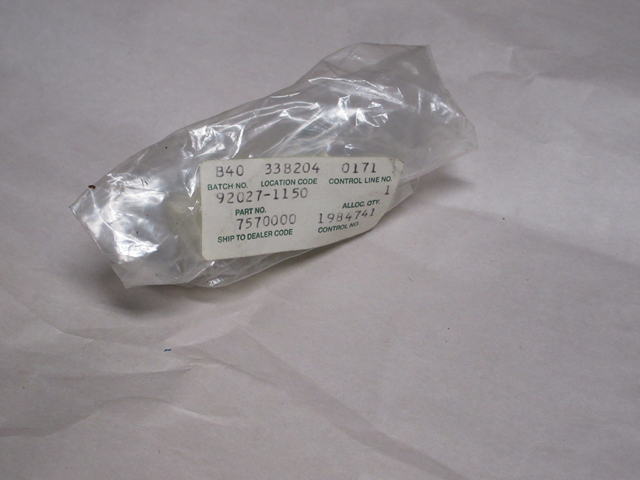 B40 338204 0171
BATCH NO. LOCATION CODE CONTROL LINE NO.
92027-1150 1
PART NO. ALLOC. QTY.
7570000 1984741
SHIP TO DEALER CODE CONTROL NO.